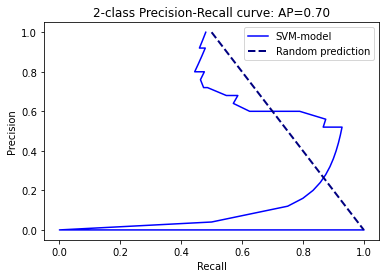 2-class Precision-Recall curve: AP=0.70
SVM-model
Random prediction
Precision
1.0
0.8
0.6
0.4
0.2
0.0
0.0 0.2 0.4 0.6 0.8 1.0
Recall